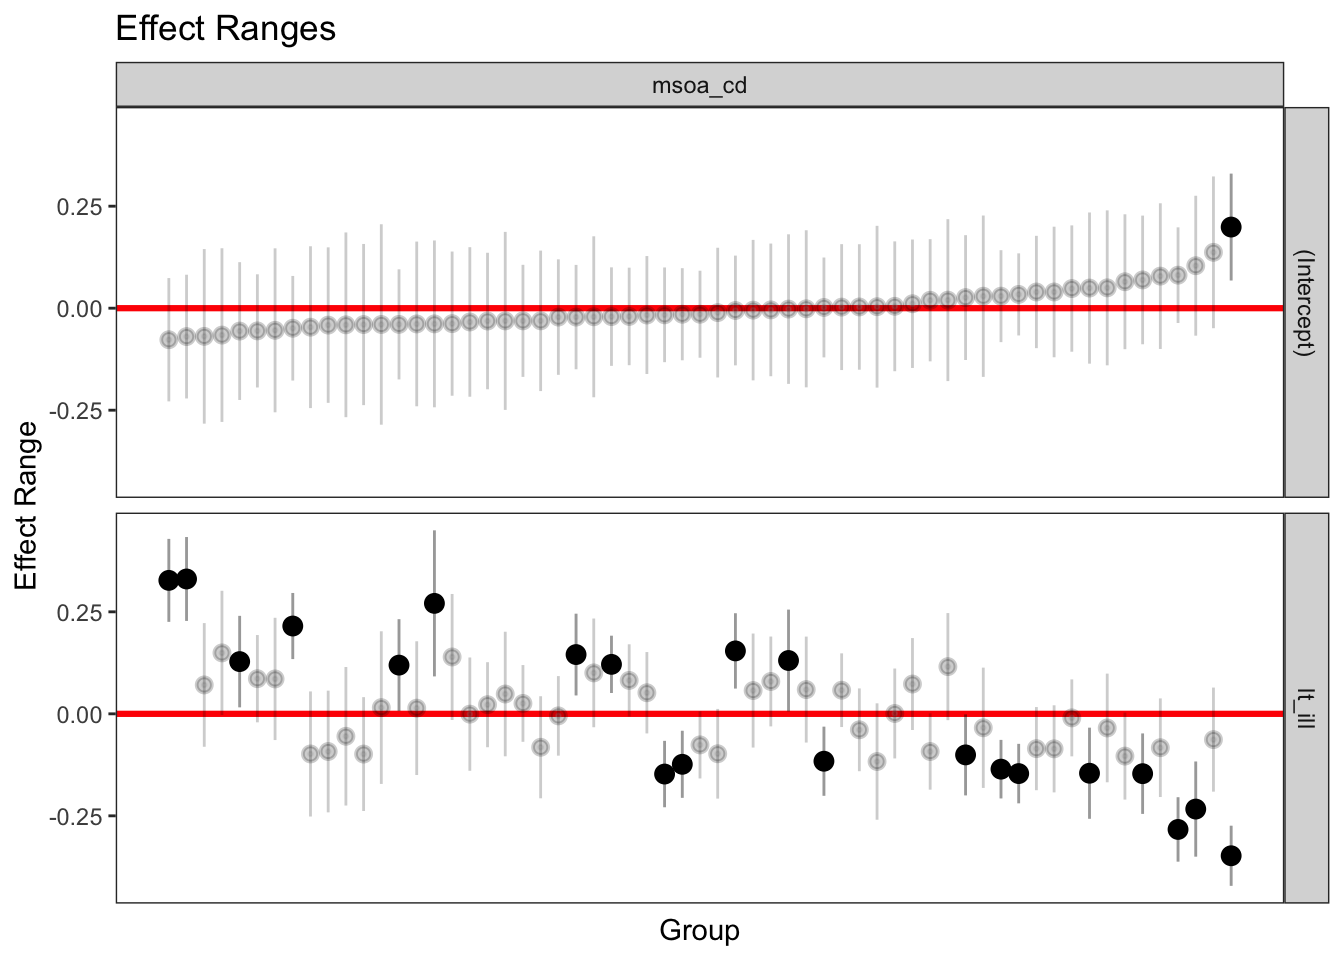 Effect Ranges
msoa_cd
0.25
0.00
-0.25
(Intercept)
Effect Range
0.25
0.00
-0.25
lt_ill
Group